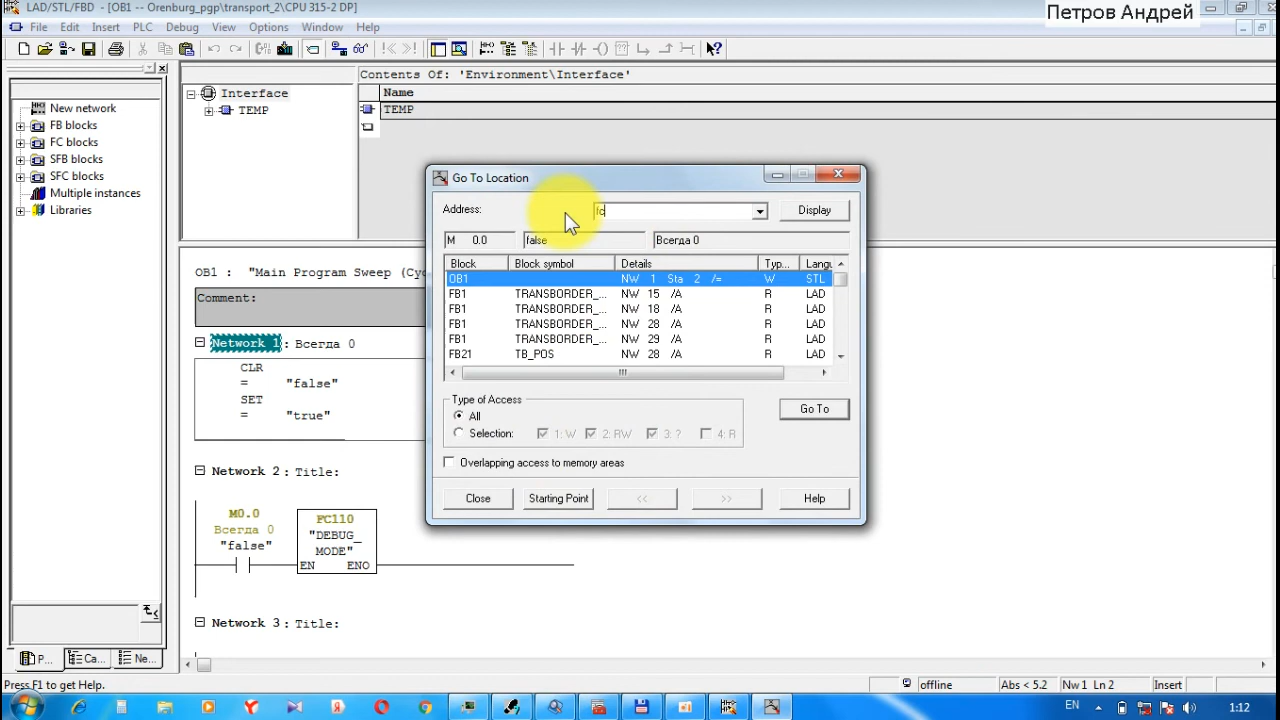 LAD/STL/FBD - [OB1 -- Orenburg_pgp\transport_2\CPU 315-2 DP]
Петров Андрей
File Edit Insert PLC Debug View Options Window Help
Contents Of: 'Environment\Interface'
Interface
TEMP
Name
TEMP
New network
FB blocks
FC blocks
SFB blocks
SFC blocks
Multiple instances
Libraries
OB1 : "Main Program Sweep (Cyc
Comment:
Network 1 : Всегда 0
CLR
= "false"
SET
= "true"
Network 2 : Title:
M0.0
Всегда 0
"false"
FC110
"DEBUG_
MODE"
EN ENO
Network 3 : Title:
Go To Location
Address: fc Display
M 0.0 false Всегда 0
Block Block symbol Details Typ... Langu
OB1 NW 1 Sta 2 /= W STL
FB1 TRANSBORDER_... NW 15 /A R LAD
FB1 TRANSBORDER_... NW 18 /A R LAD
FB1 TRANSBORDER_... NW 28 /A R LAD
FB1 TRANSBORDER_... NW 29 /A R LAD
FB21 TB_POS NW 28 /A R LAD
Type of Access
All
Selection: 1: W 2: RW 3: ? 4: R
Go To
Overlapping access to memory areas
Close Starting Point << >> Help
P... Ca... Ne...
Press F1 to get Help.
offline Abs < 5.2 Nw 1 Ln 2 Insert
EN 1:12